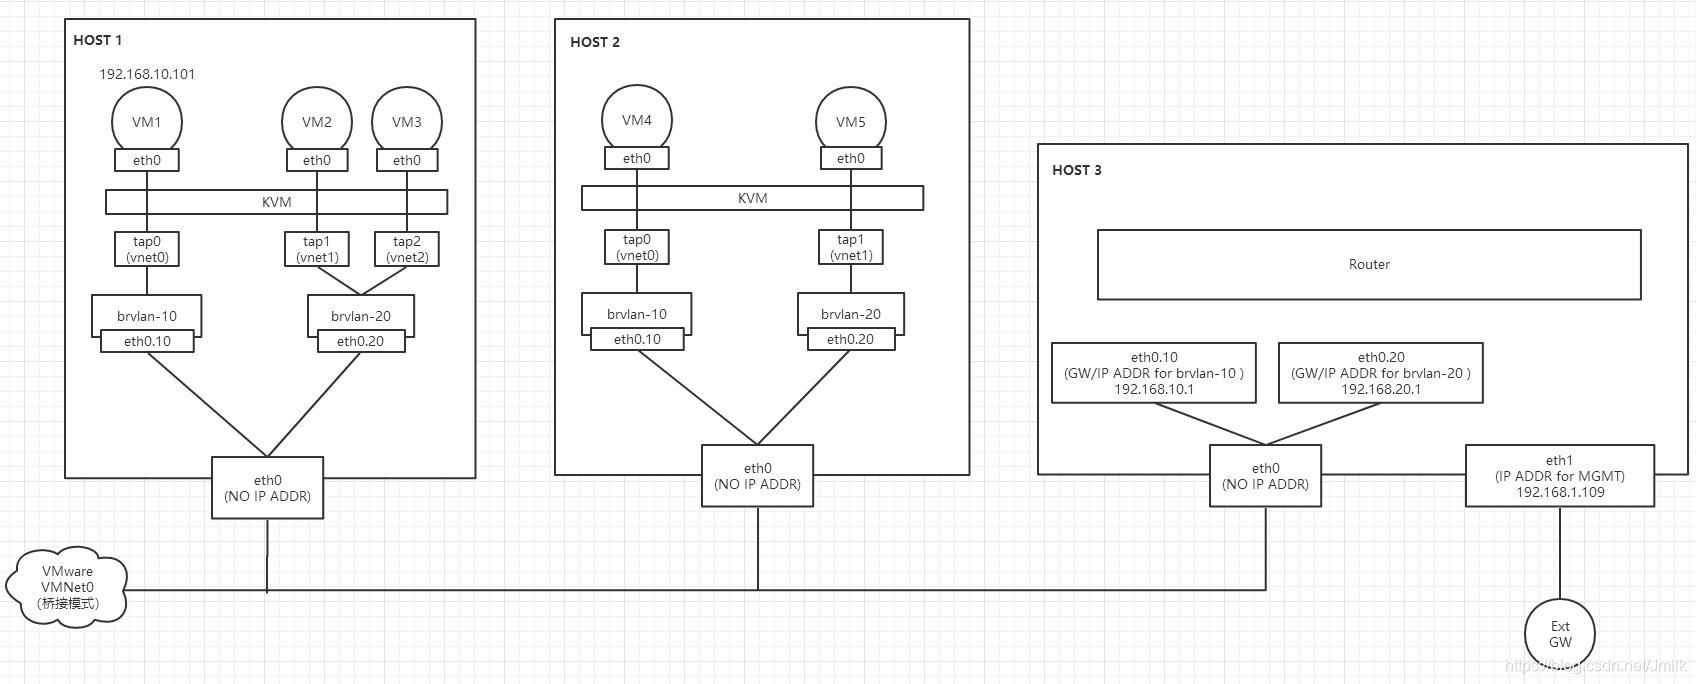 HOST 1
192.168.10.101
VM1
VM2
VM3
eth0
eth0
eth0
KVM
tap0
(vnet0)
tap1
(vnet1)
tap2
(vnet2)
brvlan-10
eth0.10
brvlan-20
eth0.20
eth0
(NO IP ADDR)
HOST 2
VM4
VM5
eth0
eth0
KVM
tap0
(vnet0)
tap1
(vnet1)
brvlan-10
eth0.10
brvlan-20
eth0.20
eth0
(NO IP ADDR)
HOST 3
Router
eth0.10
(GW/IP ADDR for brvlan-10 )
192.168.10.1
eth0.20
(GW/IP ADDR for brvlan-20 )
192.168.20.1
eth0
(NO IP ADDR)
eth1
(IP ADDR for MGMT)
192.168.1.109
VMware
VMNet0
（桥接模式）
Ext
GW
https://blog.csdn.net/Jmilk